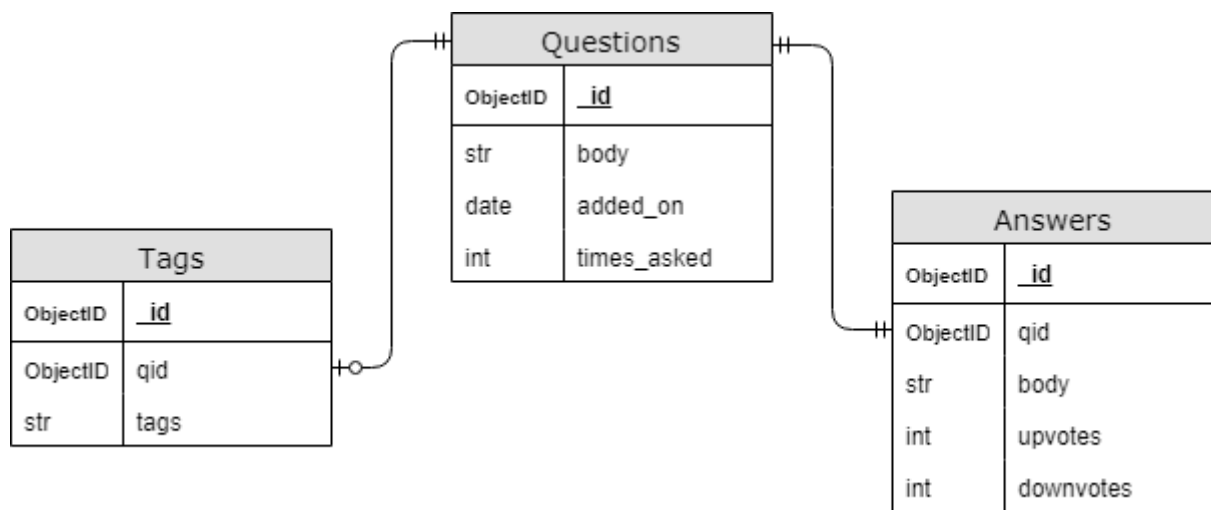 Questions
ObjectID _id
str body
date added_on
int times_asked
Tags
ObjectID _id
ObjectID qid
str tags
Answers
ObjectID _id
ObjectID qid
str body
int upvotes
int downvotes